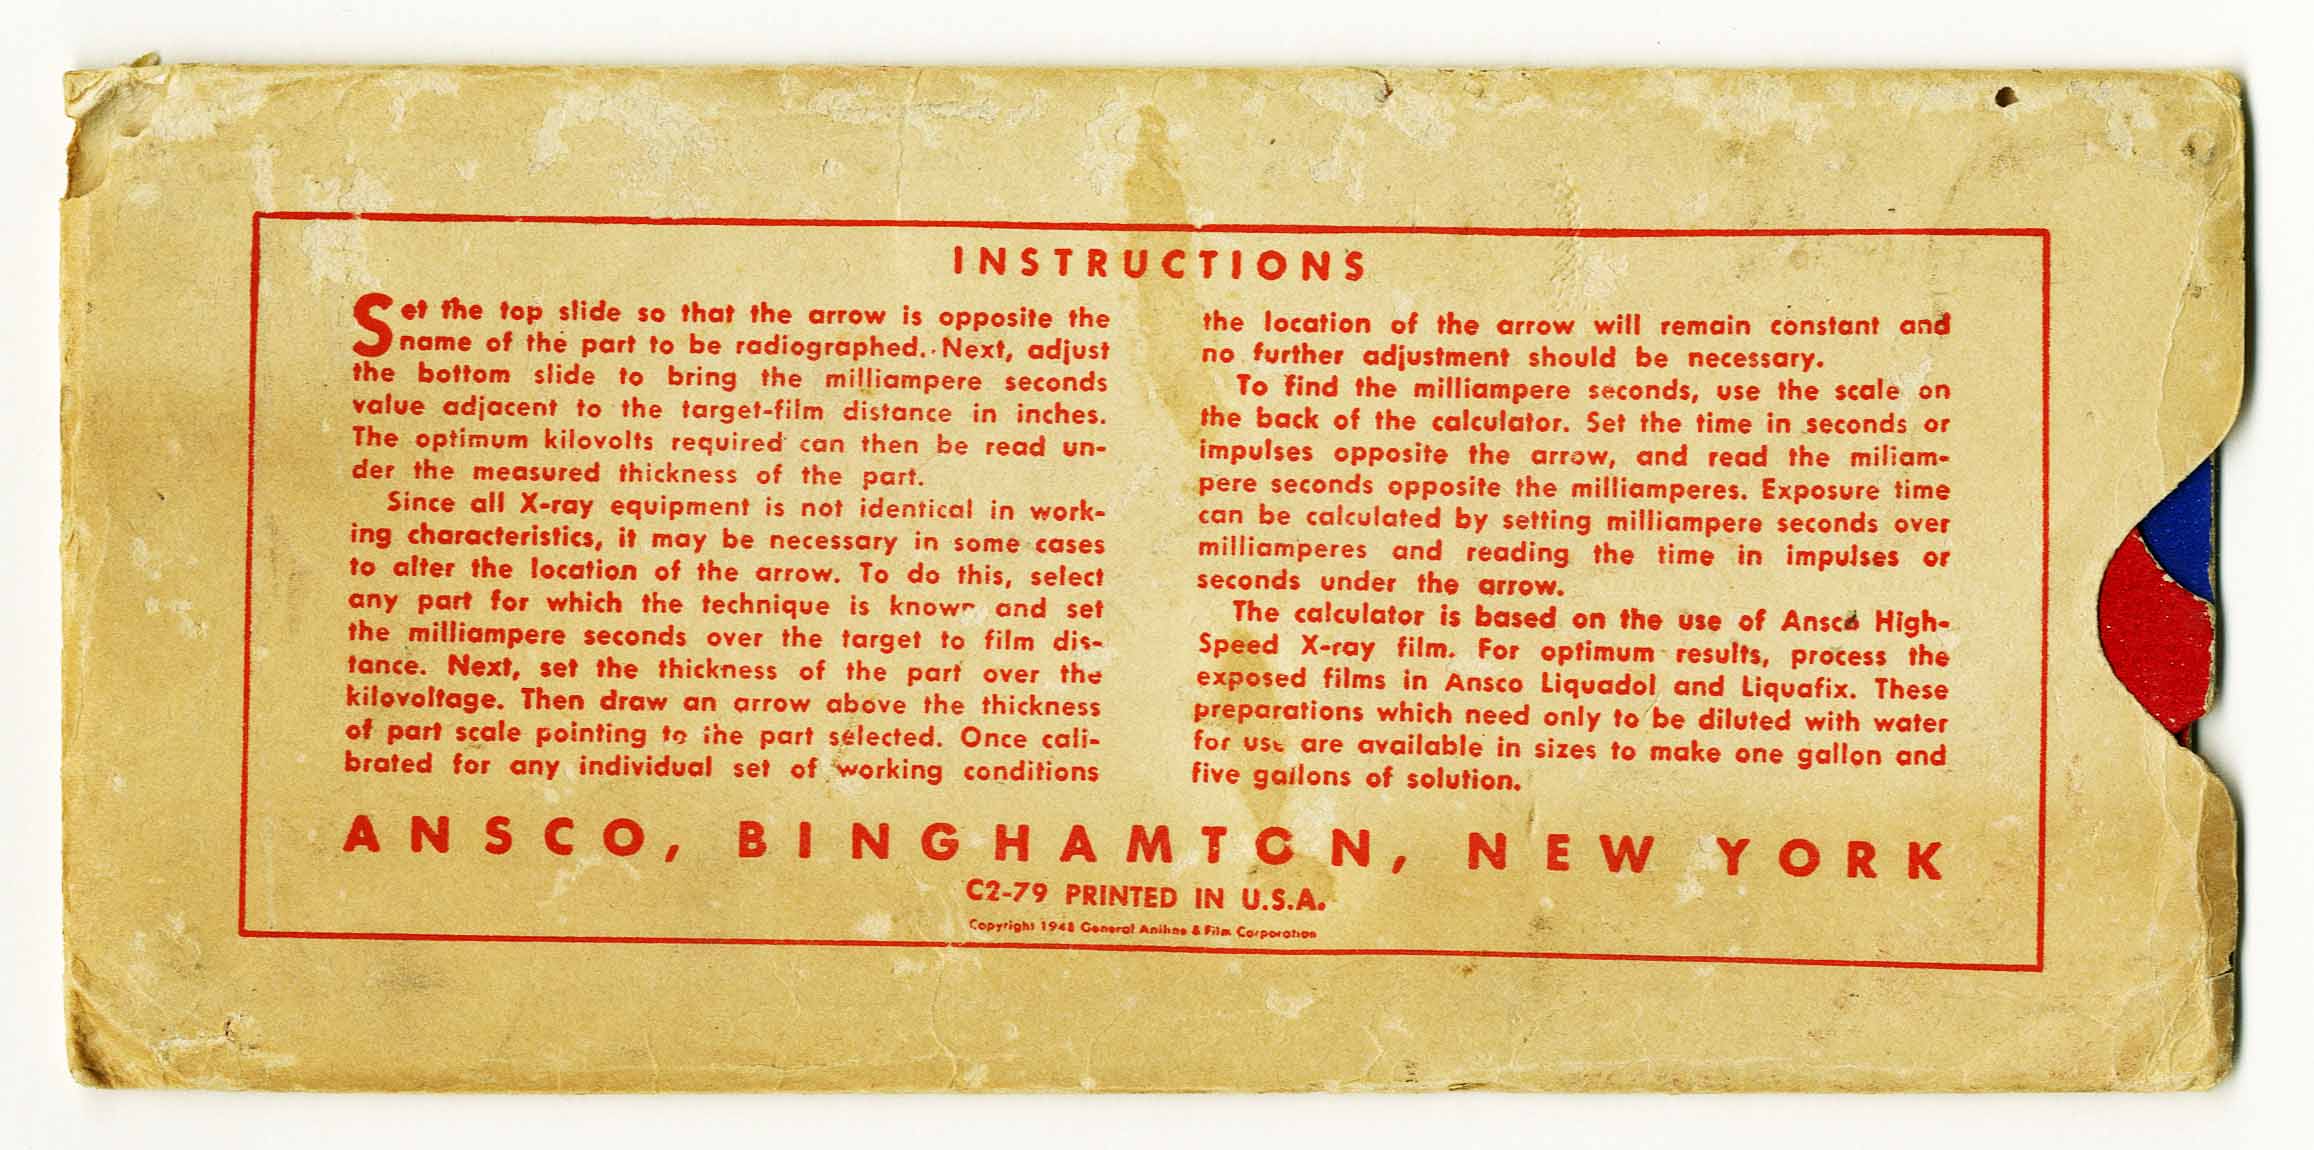 INSTRUCTIONS
Set the top slide so that the arrow is opposite the
name of the part to be radiographed. Next, adjust
the bottom slide to bring the milliampere seconds
value adjacent to the target-film distance in inches.
The optimum kilovolts required can then be read un-
der the measured thickness of the part.
Since all X-ray equipment is not identical in work-
ing characteristics, it may be necessary in some cases
to alter the location of the arrow. To do this, select
any part for which the technique is known and set
the milliampere seconds over the target to film dis-
tance. Next, set the thickness of the part over the
kilovoltage. Then draw an arrow above the thickness
of part scale pointing to the part selected. Once cali-
brated for any individual set of working conditions
the location of the arrow will remain constant and
no further adjustment should be necessary.
To find the milliampere seconds, use the scale on
the back of the calculator. Set the time in seconds or
impulses opposite the arrow, and read the miliam-
pere seconds opposite the milliamperes. Exposure time
can be calculated by setting milliampere seconds over
milliamperes and reading the time in impulses or
seconds under the arrow.
The calculator is based on the use of Ansco High-
Speed X-ray film. For optimum results, process the
exposed films in Ansco Liquadol and Liquafix. These
preparations which need only to be diluted with water
for use are available in sizes to make one gallon and
five gallons of solution.
ANSCO, BINGHAMTON, NEW YORK
C2-79 PRINTED IN U.S.A.
Copyright 1948 General Aniline & Film Corporation